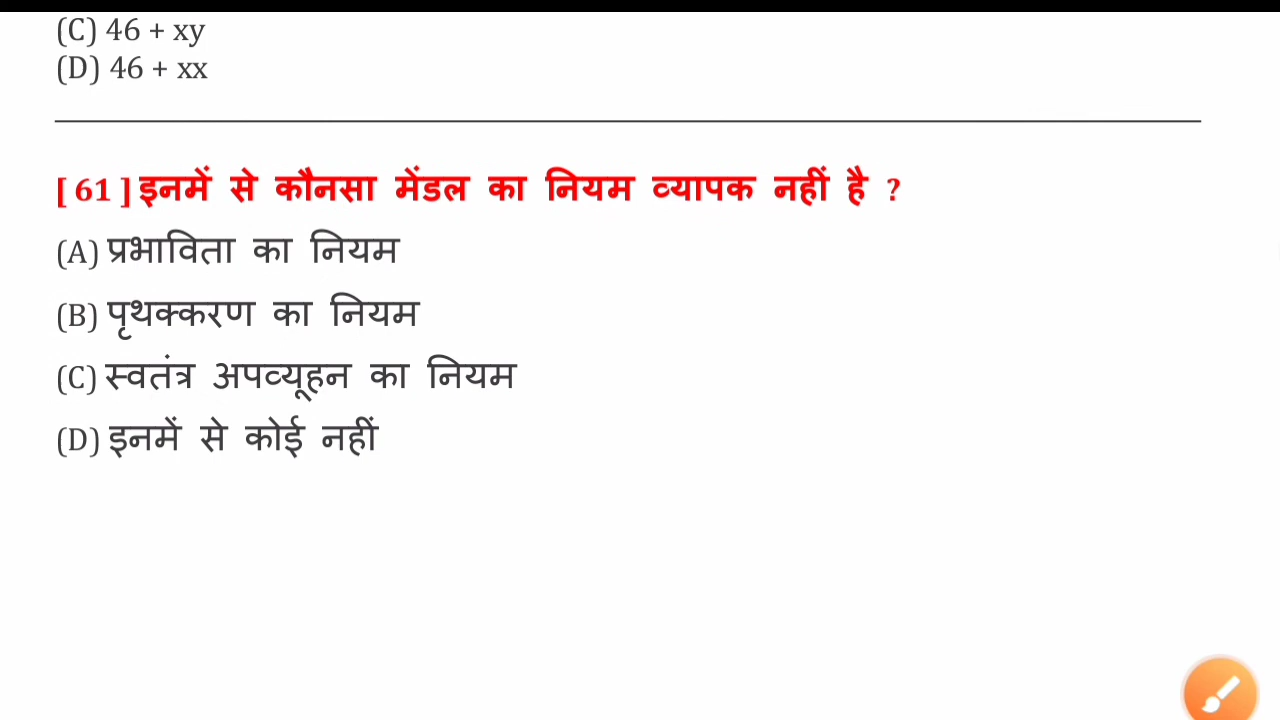 (C) 46 + xy
(D) 46 + xx
[ 61 ] इनमें से कौनसा मेंडल का नियम व्यापक नहीं है ?
(A) प्रभाविता का नियम
(B) पृथक्करण का नियम
(C) स्वतंत्र अपव्यूहन का नियम
(D) इनमें से कोई नहीं